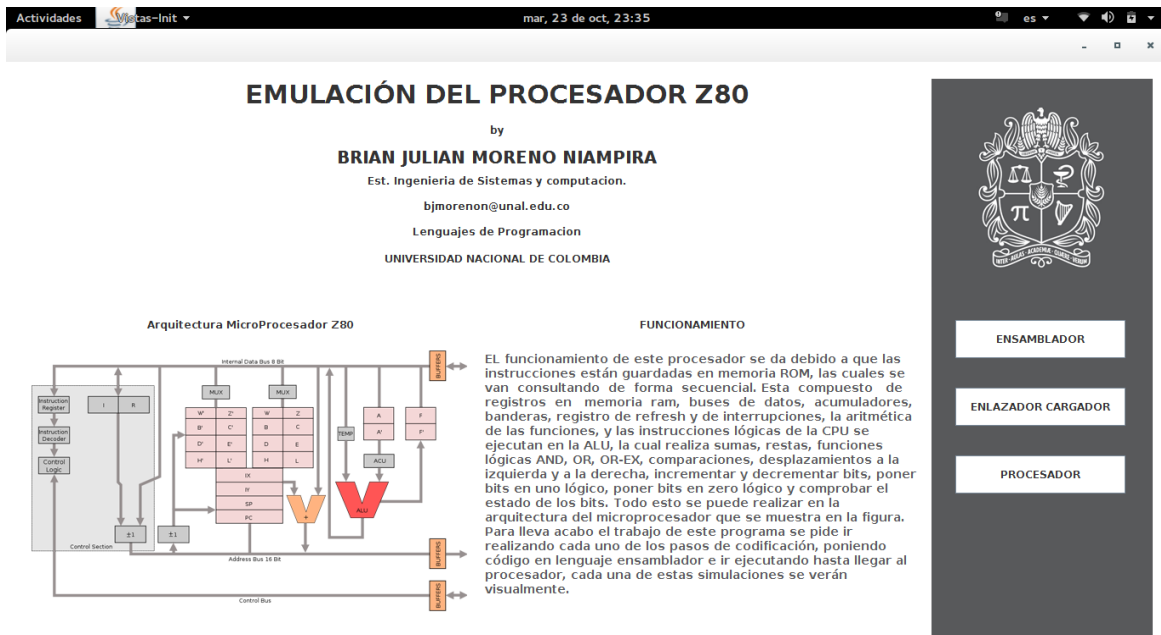 Actividades
Vistas-Init
mar, 23 de oct, 23:35
es
EMULACIÓN DEL PROCESADOR Z80
by
BRIAN JULIAN MORENO NIAMPIRA
Est. Ingenieria de Sistemas y computacion.
bjmorenon@unal.edu.co
Lenguajes de Programacion
UNIVERSIDAD NACIONAL DE COLOMBIA
Arquitectura MicroProcesador Z80
Internal Data Bus 8 Bit
BUFFERS
MUX MUX
Instruction
Register
I R
W' Z' W Z
B' C' B C
D' E' D E
H' L' H L
IX
SP
PC
Instruction
Decoder
Control
Logic
TEMP
A F
A' F'
ACU
+
ALU
±1 ±1
Control Section
Address Bus 16 Bit
BUFFERS
Control Bus
BUFFERS
FUNCIONAMIENTO
EL funcionamiento de este procesador se da debido a que las
instrucciones están guardadas en memoria ROM, las cuales se
van consultando de forma secuencial. Esta compuesto de
registros en memoria ram, buses de datos, acumuladores,
banderas, registro de refresh y de interrupciones, la aritmética
de las funciones, y las instrucciones lógicas de la CPU se
ejecutan en la ALU, la cual realiza sumas, restas, funciones
lógicas AND, OR, OR-EX, comparaciones, desplazamientos a la
izquierda y a la derecha, incrementar y decrementar bits, poner
bits en uno lógico, poner bits en zero lógico y comprobar el
estado de los bits. Todo esto se puede realizar en la
arquitectura del microprocesador que se muestra en la figura.
Para lleva acabo el trabajo de este programa se pide ir
realizando cada uno de los pasos de codificación, poniendo
código en lenguaje ensamblador e ir ejecutando hasta llegar al
procesador, cada una de estas simulaciones se verán
visualmente.
π
INTER · AULAS · ACADEMIÆ · QUÆRE · VERUM
ENSAMBLADOR
ENLAZADOR CARGADOR
PROCESADOR